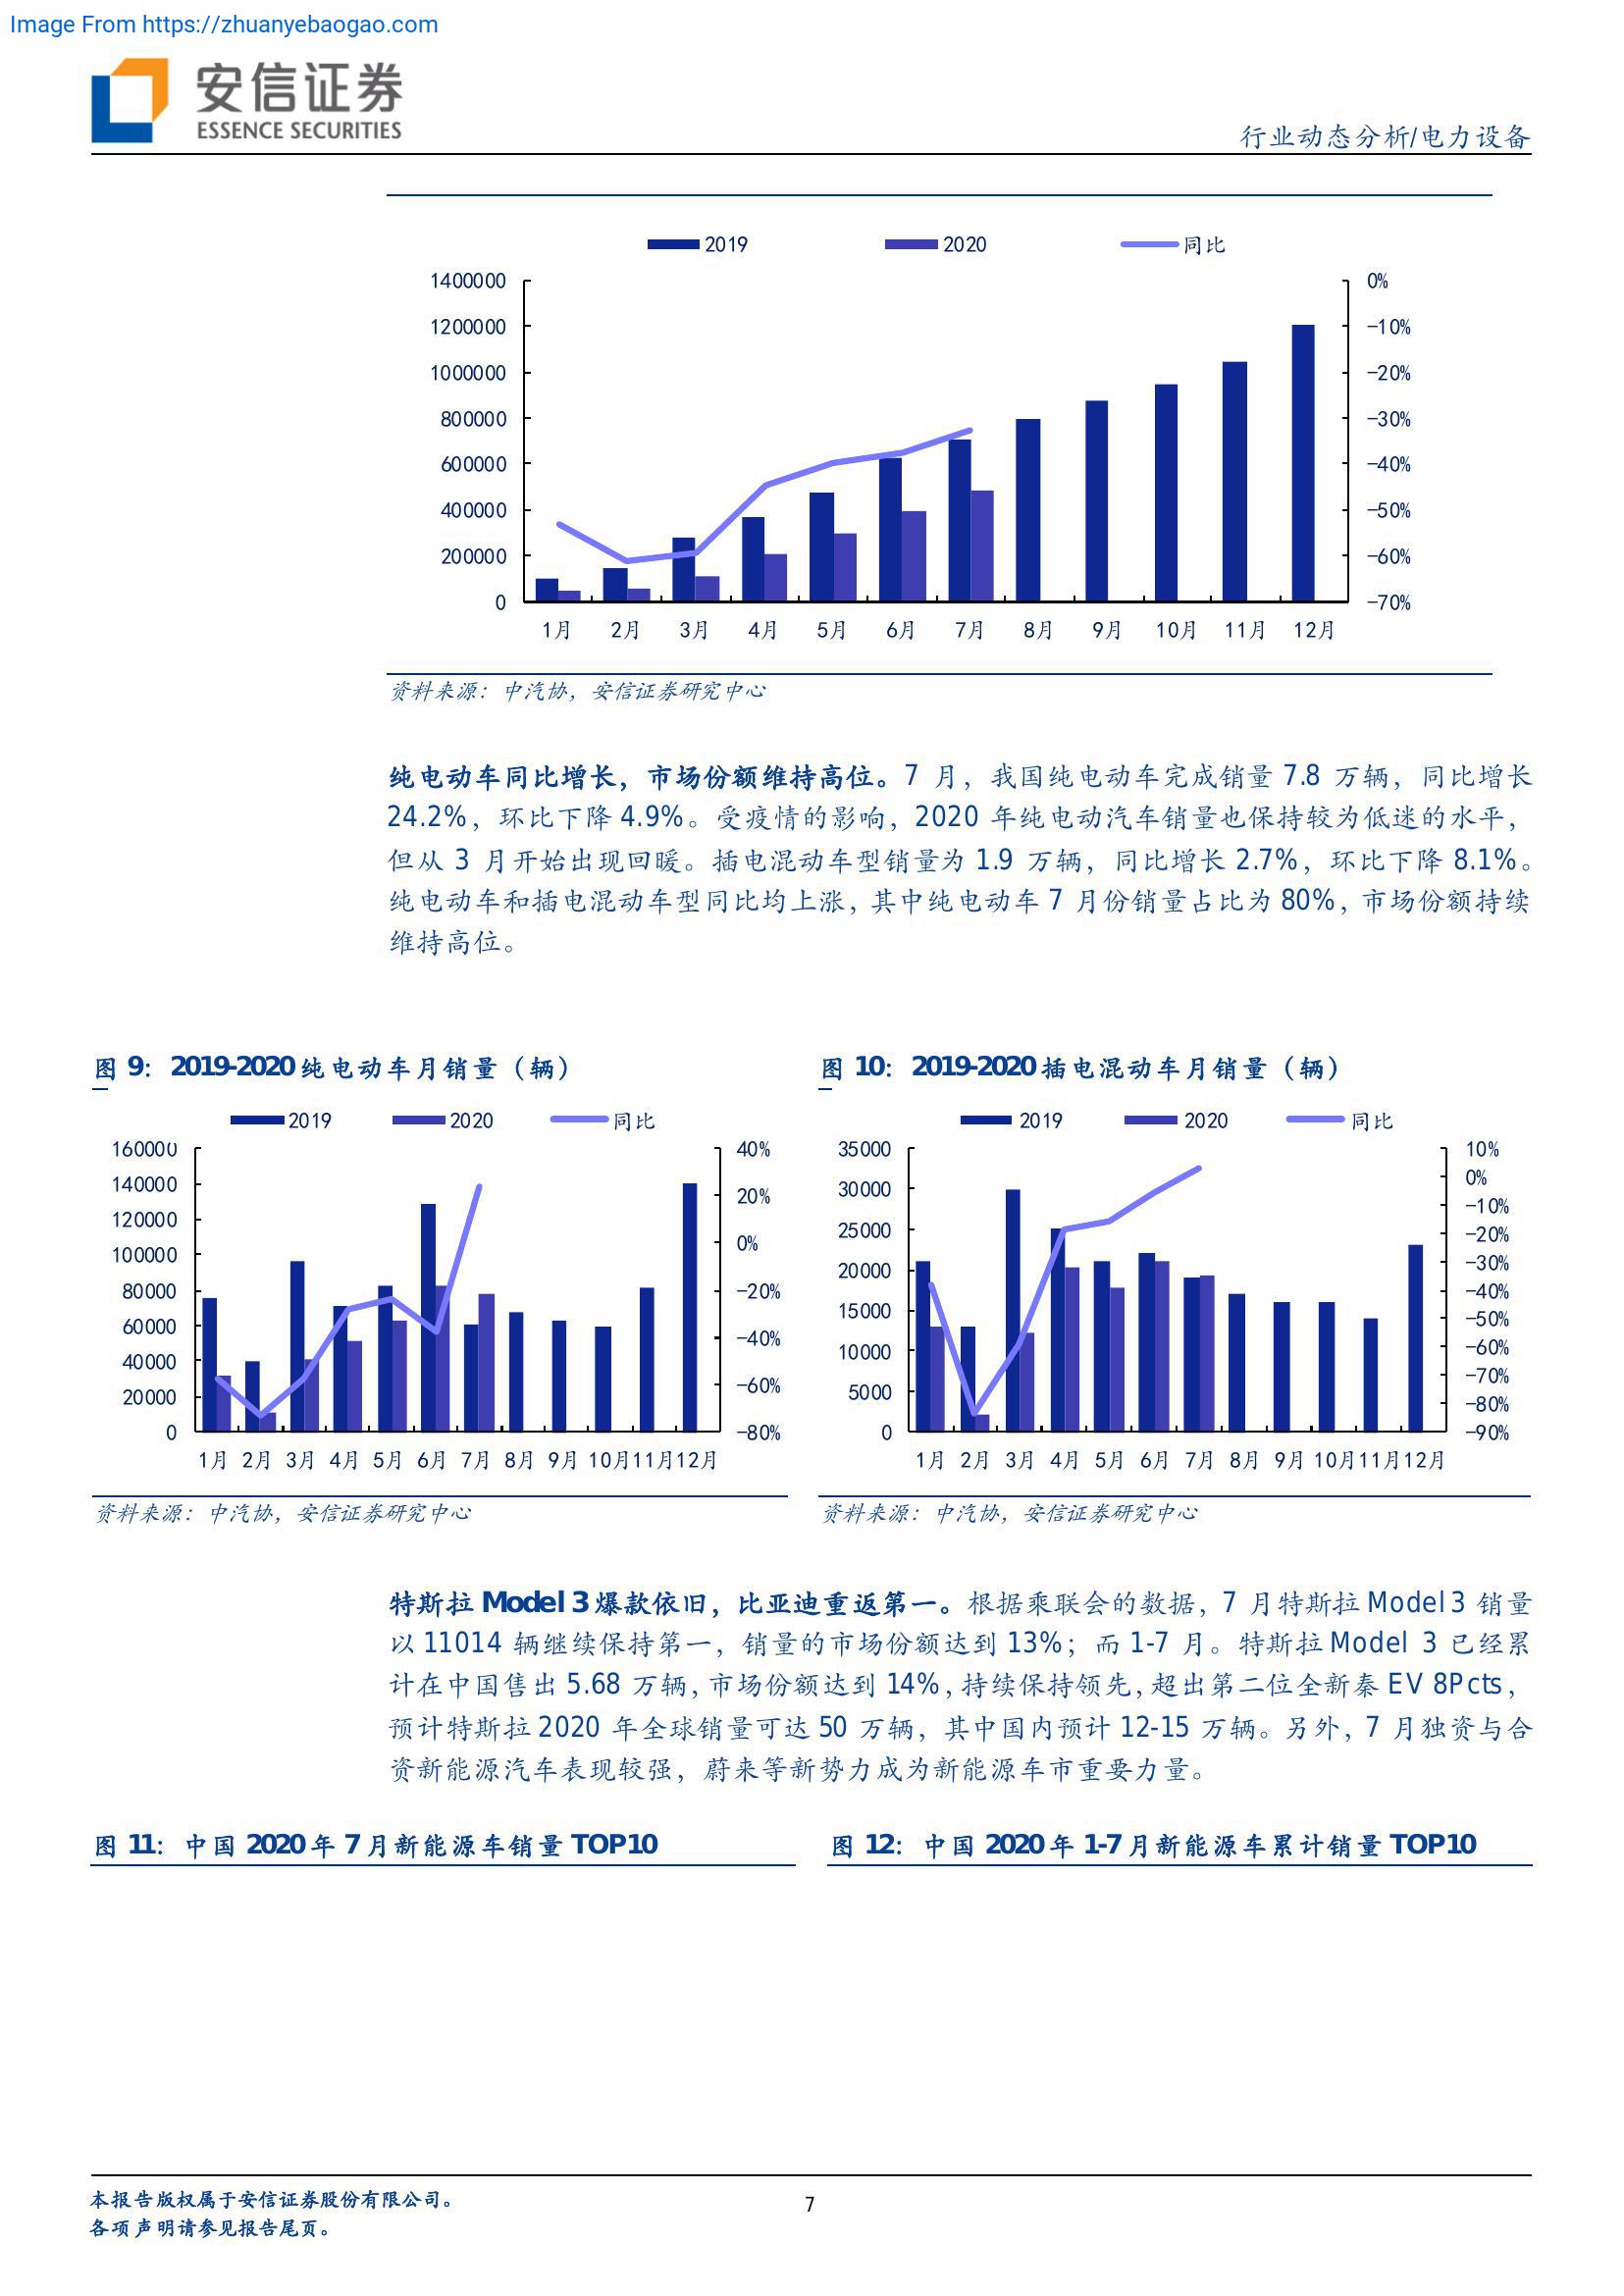 Image From https://zhuanyebaogao.com
安信证券
ESSENCE SECURITIES
行业动态分析/电力设备
2019 2020 同比
1400000 0%
1200000 -10%
1000000 -20%
800000 -30%
600000 -40%
400000 -50%
200000 -60%
0 -70%
1月 2月 3月 4月 5月 6月 7月 8月 9月 10月 11月 12月
资料来源：中汽协，安信证券研究中心
纯电动车同比增长，市场份额维持高位。7 月，我国纯电动车完成销量 7.8 万辆，同比增长
24.2%，环比下降 4.9%。受疫情的影响，2020 年纯电动汽车销量也保持较为低迷的水平，
但从 3 月开始出现回暖。插电混动车型销量为 1.9 万辆，同比增长 2.7%，环比下降 8.1%。
纯电动车和插电混动车型同比均上涨，其中纯电动车 7 月份销量占比为 80%，市场份额持续
维持高位。
图 9：2019-2020 纯电动车月销量（辆）
2019 2020 同比
160000 40%
140000 20%
120000 0%
100000 -20%
80000 -40%
60000 -60%
40000 -80%
20000
0
1月 2月 3月 4月 5月 6月 7月 8月 9月 10月 11月 12月
资料来源：中汽协，安信证券研究中心
图 10：2019-2020 插电混动车月销量（辆）
2019 2020 同比
35000 10%
30000 0%
25000 -10%
20000 -20%
15000 -30%
10000 -40%
5000 -50%
0 -60%
-70%
-80%
-90%
1月 2月 3月 4月 5月 6月 7月 8月 9月 10月 11月 12月
资料来源：中汽协，安信证券研究中心
特斯拉 Model 3 爆款依旧，比亚迪重返第一。根据乘联会的数据，7 月特斯拉 Model 3 销量
以 11014 辆继续保持第一，销量的市场份额达到 13%；而 1-7 月。特斯拉 Model 3 已经累
计在中国售出 5.68 万辆，市场份额达到 14%，持续保持领先，超出第二位全新秦 EV 8Pcts，
预计特斯拉 2020 年全球销量可达 50 万辆，其中国内预计 12-15 万辆。另外，7 月独资与合
资新能源汽车表现较强，蔚来等新势力成为新能源车市重要力量。
图 11：中国 2020 年 7 月新能源车销量 TOP10
图 12：中国 2020 年 1-7 月新能源车累计销量 TOP10
本报告版权属于安信证券股份有限公司。
各项声明请参见报告尾页。
7